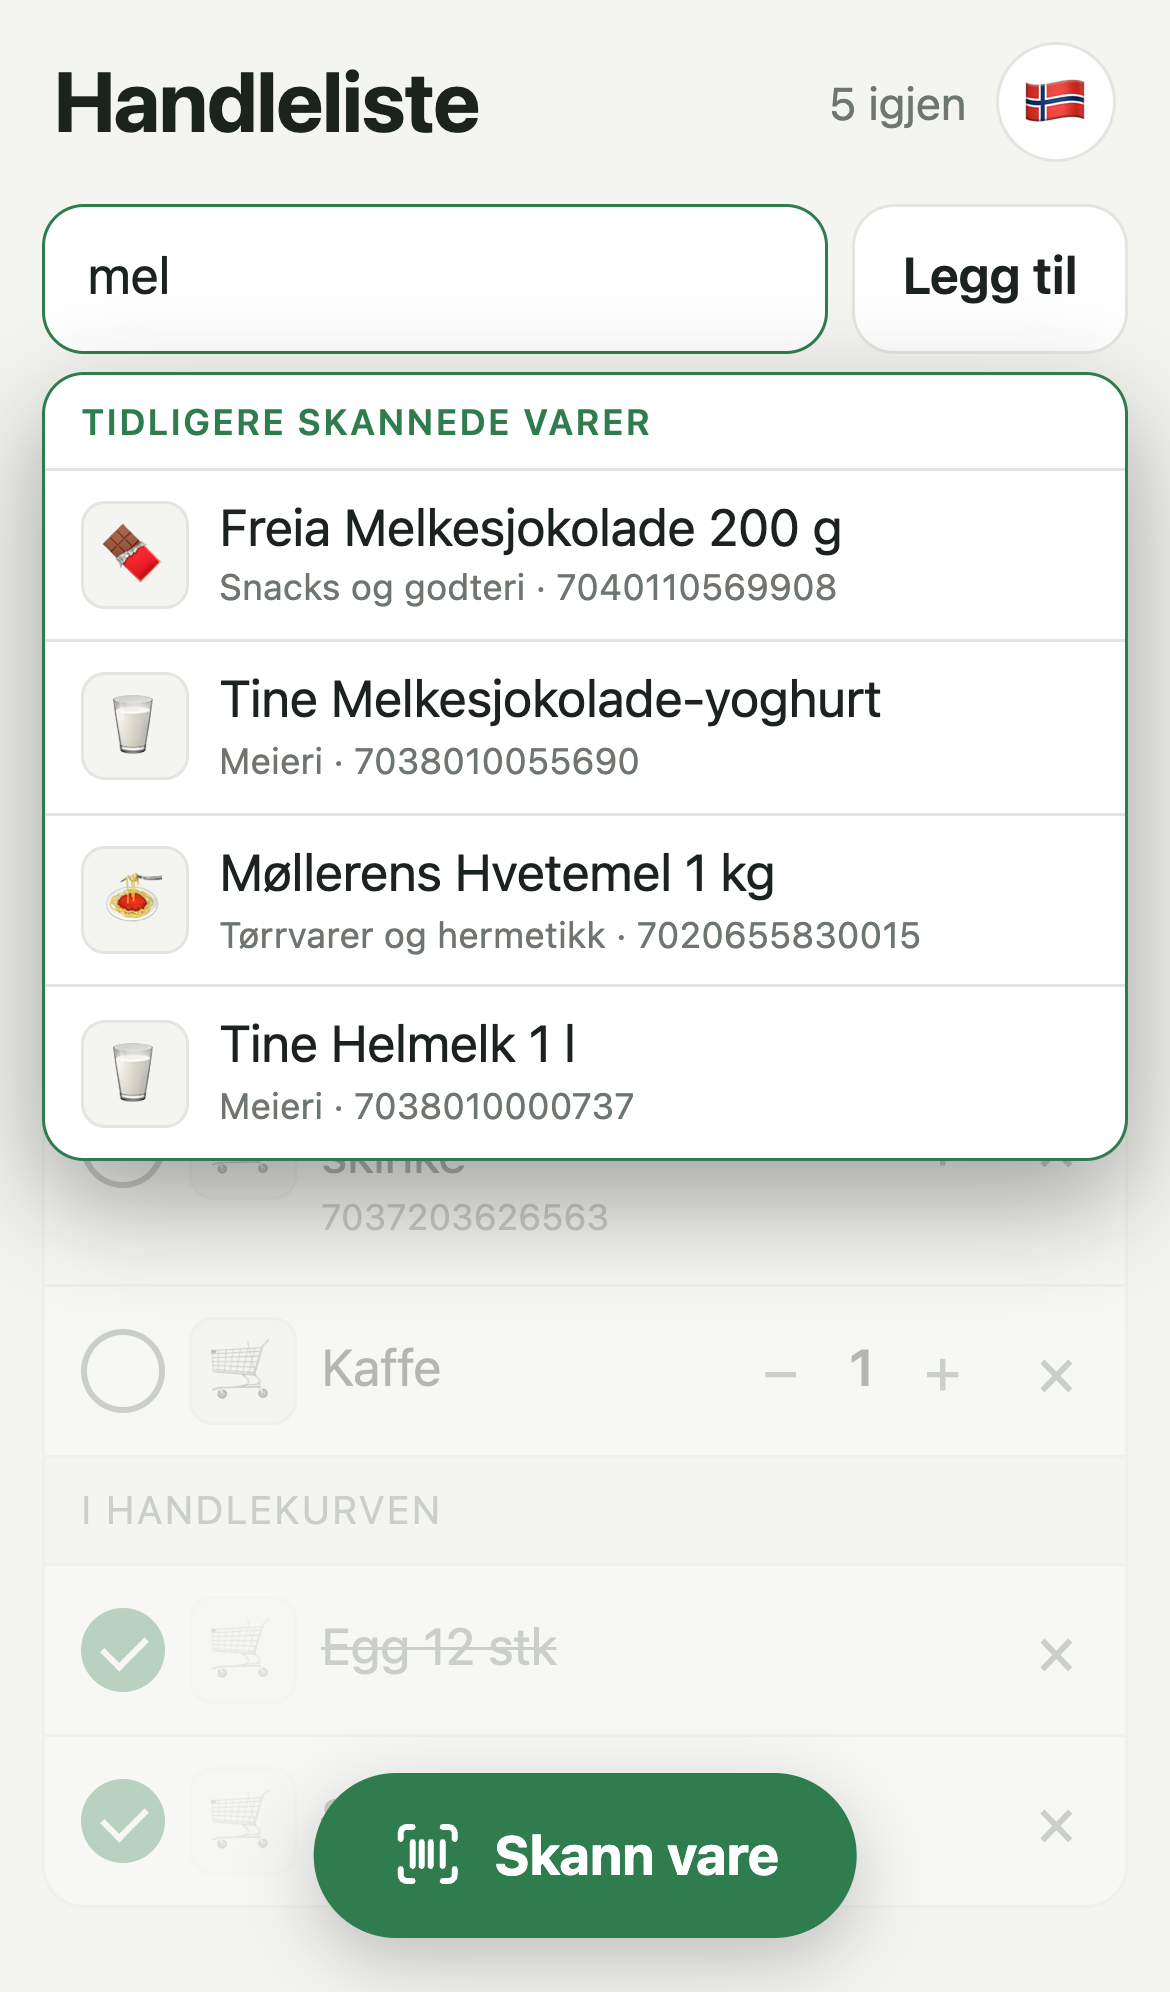 Handleliste
5 igjen
mel
Legg til
TIDLIGERE SKANNEDE VARER
Freia Melkesjokolade 200 g
Snacks og godteri · 7040110569908
Tine Melkesjokolade-yoghurt
Meieri · 7038010055690
Møllerens Hvetemel 1 kg
Tørrvarer og hermetikk · 7020655830015
Tine Helmelk 1 l
Meieri · 7038010000737
skinke
7037203626563
Kaffe
− 1 + ×
I HANDLEKURVEN
Egg 12 stk
×
×
Skann vare